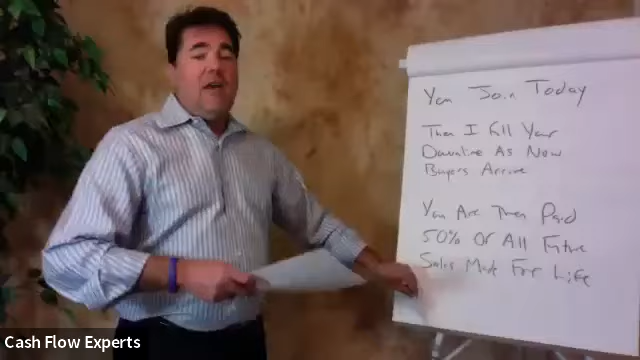 You Join Today
Then I Fill Your
Downline As New
Buyers Arrive
You Are Then Paid
50% Of All Future
Sales Made For Life
Cash Flow Experts